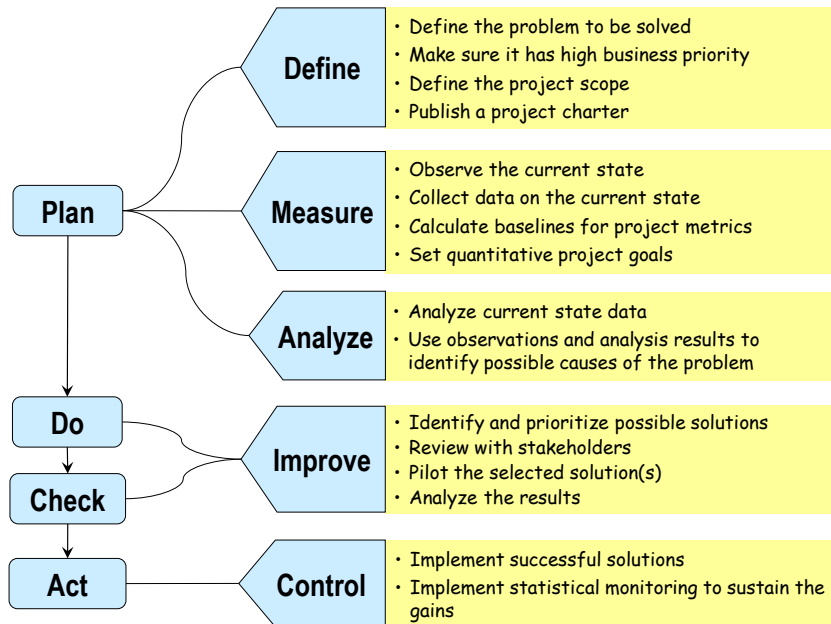 Define
• Define the problem to be solved
• Make sure it has high business priority
• Define the project scope
• Publish a project charter
Plan
Measure
• Observe the current state
• Collect data on the current state
• Calculate baselines for project metrics
• Set quantitative project goals
Analyze
• Analyze current state data
• Use observations and analysis results to
identify possible causes of the problem
Do
Check
Improve
• Identify and prioritize possible solutions
• Review with stakeholders
• Pilot the selected solution(s)
• Analyze the results
Act
Control
• Implement successful solutions
• Implement statistical monitoring to sustain the
gains